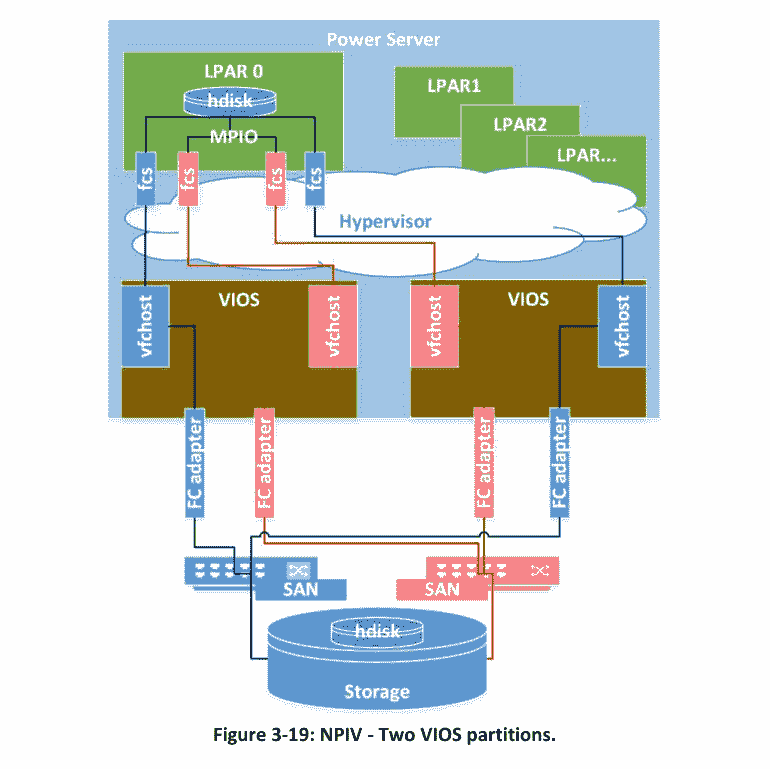 Power Server
LPAR 0
hdisk
MPIO
fcs
fcs
fcs
fcs
LPAR1
LPAR2
LPAR...
Hypervisor
VIOS
vfchost
vfchost
VIOS
vfchost
vfchost
FC adapter
FC adapter
FC adapter
FC adapter
SAN
SAN
hdisk
Storage
Figure 3-19: NPIV - Two VIOS partitions.